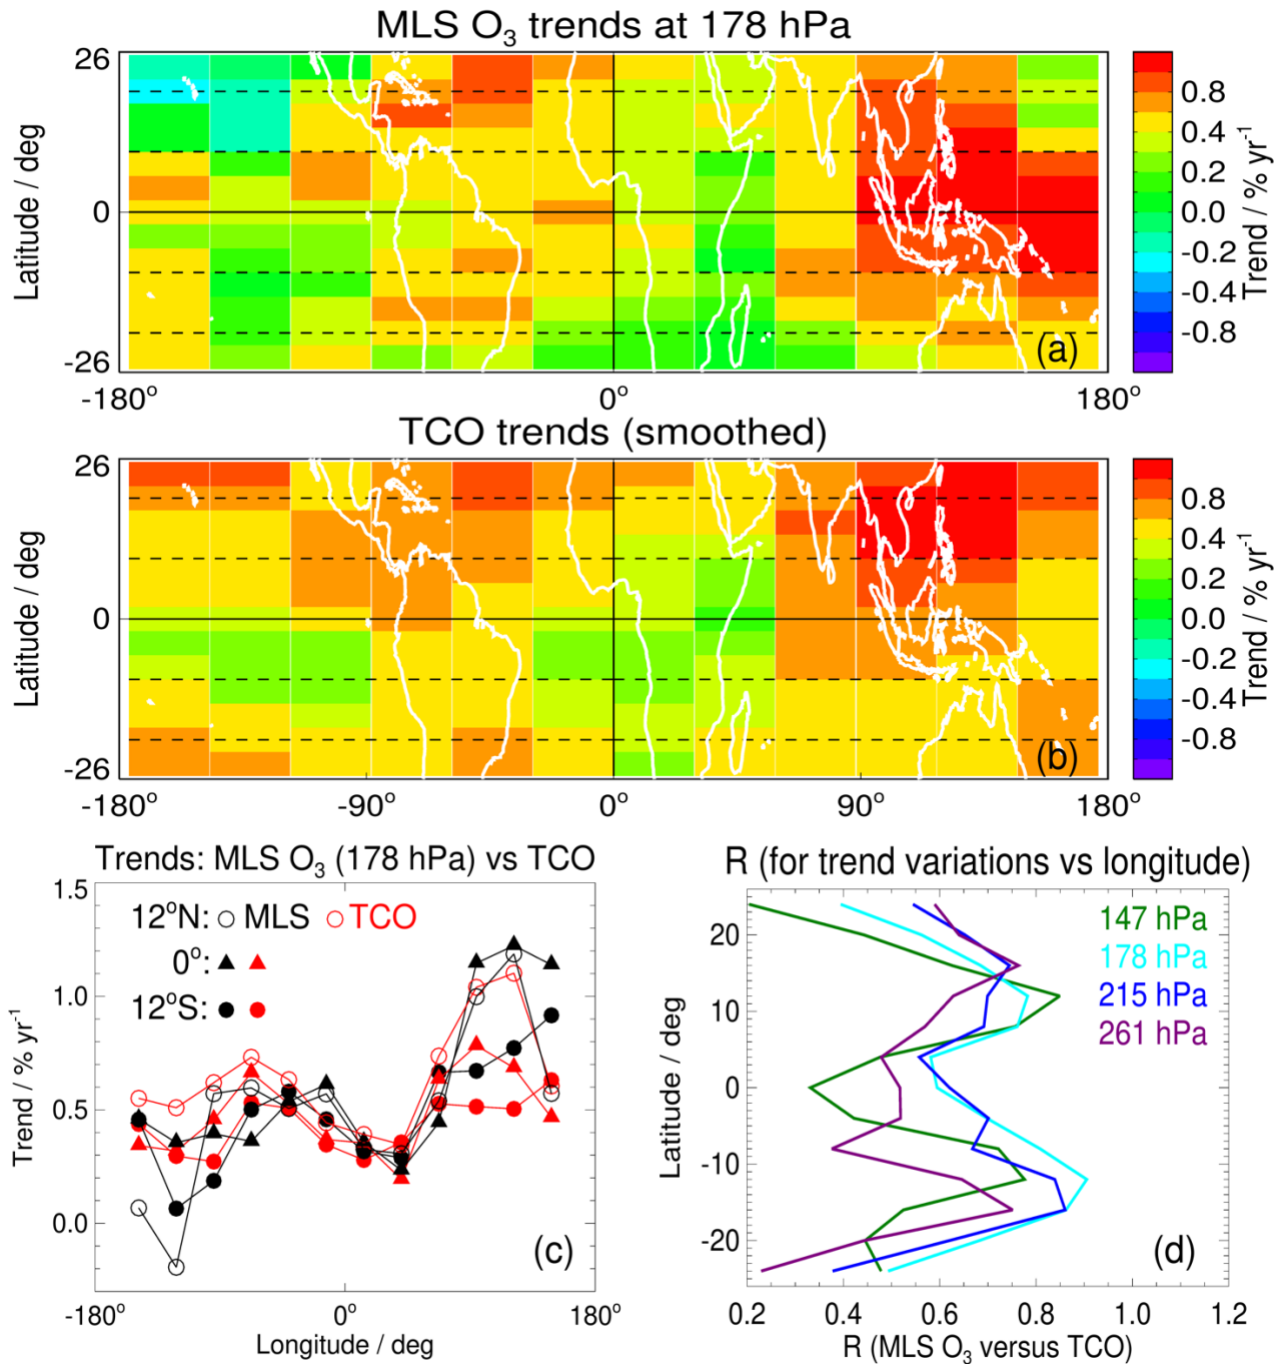 MLS O₃ trends at 178 hPa
26
0
-26
Latitude / deg
-180°
0°
180°
(a)
0.8
0.4
0.2
0.0
-0.2
-0.4
-0.8
Trend / % yr⁻¹
TCO trends (smoothed)
26
0
-26
Latitude / deg
-180°
-90°
0°
90°
180°
(b)
0.8
0.4
0.2
0.0
-0.2
-0.4
-0.8
Trend / % yr⁻¹
Trends: MLS O₃ (178 hPa) vs TCO
1.5
1.0
0.5
0.0
Trend / % yr⁻¹
12°N: MLS TCO
0°:
12°S:
(c)
-180°
0°
180°
Longitude / deg
R (for trend variations vs longitude)
147 hPa
178 hPa
215 hPa
261 hPa
20
10
0
-10
-20
Latitude / deg
(d)
0.2 0.4 0.6 0.8 1.0 1.2
R (MLS O₃ versus TCO)